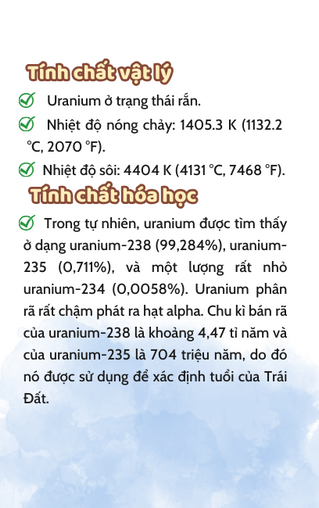 Tính chất vật lý
Uranium ở trạng thái rắn.
Nhiệt độ nóng chảy: 1405.3 K (1132.2
°C, 2070 °F).
Nhiệt độ sôi: 4404 K (4131 °C, 7468 °F).
Tính chất hóa học
Trong tự nhiên, uranium được tìm thấy
ở dạng uranium-238 (99,284%), uranium-
235 (0,711%), và một lượng rất nhỏ
uranium-234 (0,0058%). Uranium phân
rã rất chậm phát ra hạt alpha. Chu kì bán rã
của uranium-238 là khoảng 4,47 tỉ năm và
của uranium-235 là 704 triệu năm, do đó
nó được sử dụng để xác định tuổi của Trái
Đất.